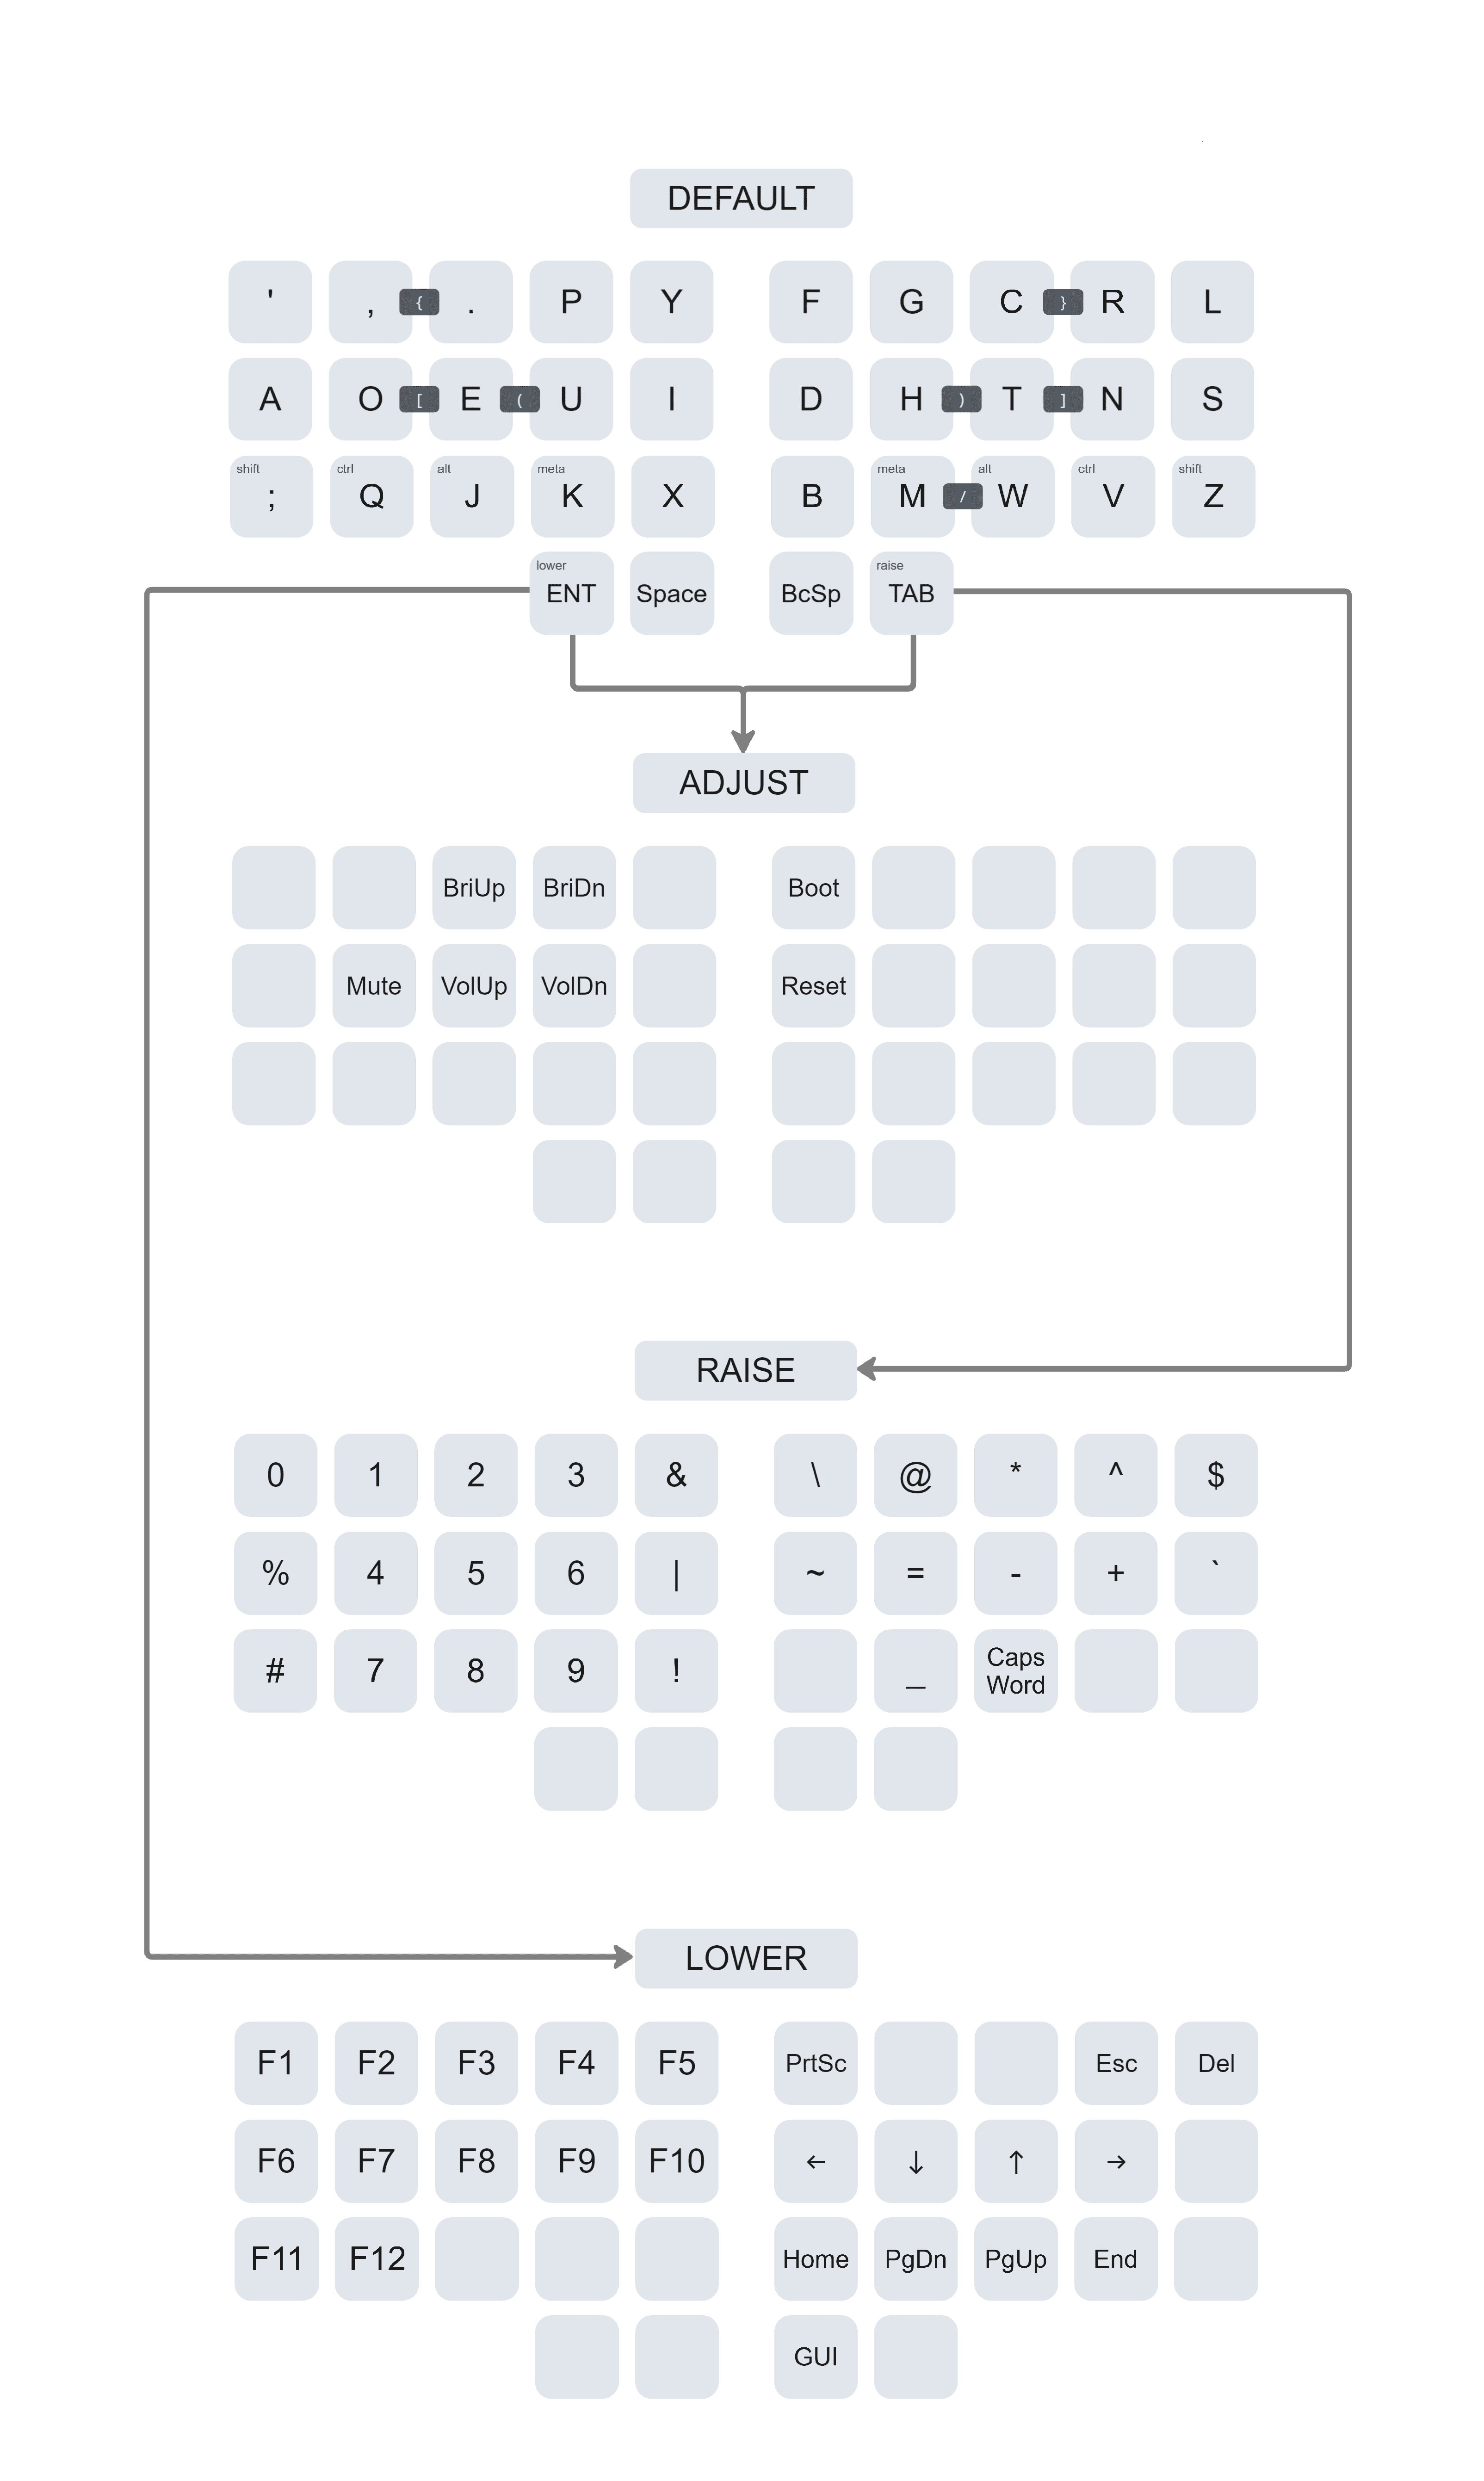 DEFAULT
' , { . P Y F G C } R L
A O [ E ( U I D H ) T ] N S
shift ctrl alt meta meta alt ctrl shift
; Q J K X B M / W V Z
lower raise
ENT Space BcSp TAB
ADJUST
BriUp BriDn Boot
Mute VolUp VolDn Reset
RAISE
0 1 2 3 & \ @ * ^ $
% 4 5 6 | ~ = - + `
# 7 8 9 ! _ Caps
Word
LOWER
F1 F2 F3 F4 F5 PrtSc Esc Del
F6 F7 F8 F9 F10 ← ↓ ↑ →
F11 F12 Home PgDn PgUp End
GUI